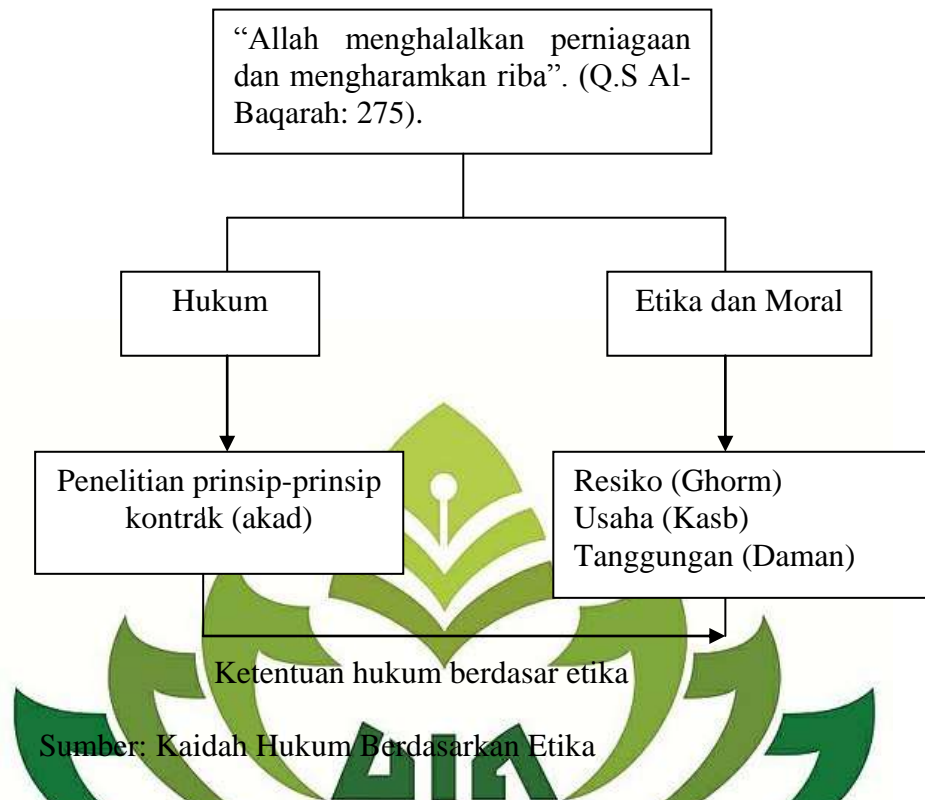 “Allah menghalalkan perniagaan
dan mengharamkan riba”. (Q.S Al-
Baqarah: 275).
Hukum
Etika dan Moral
Penelitian prinsip-prinsip
kontrak (akad)
Resiko (Ghorm)
Usaha (Kasb)
Tanggungan (Daman)
Ketentuan hukum berdasar etika
Sumber: Kaidah Hukum Berdasarkan Etika